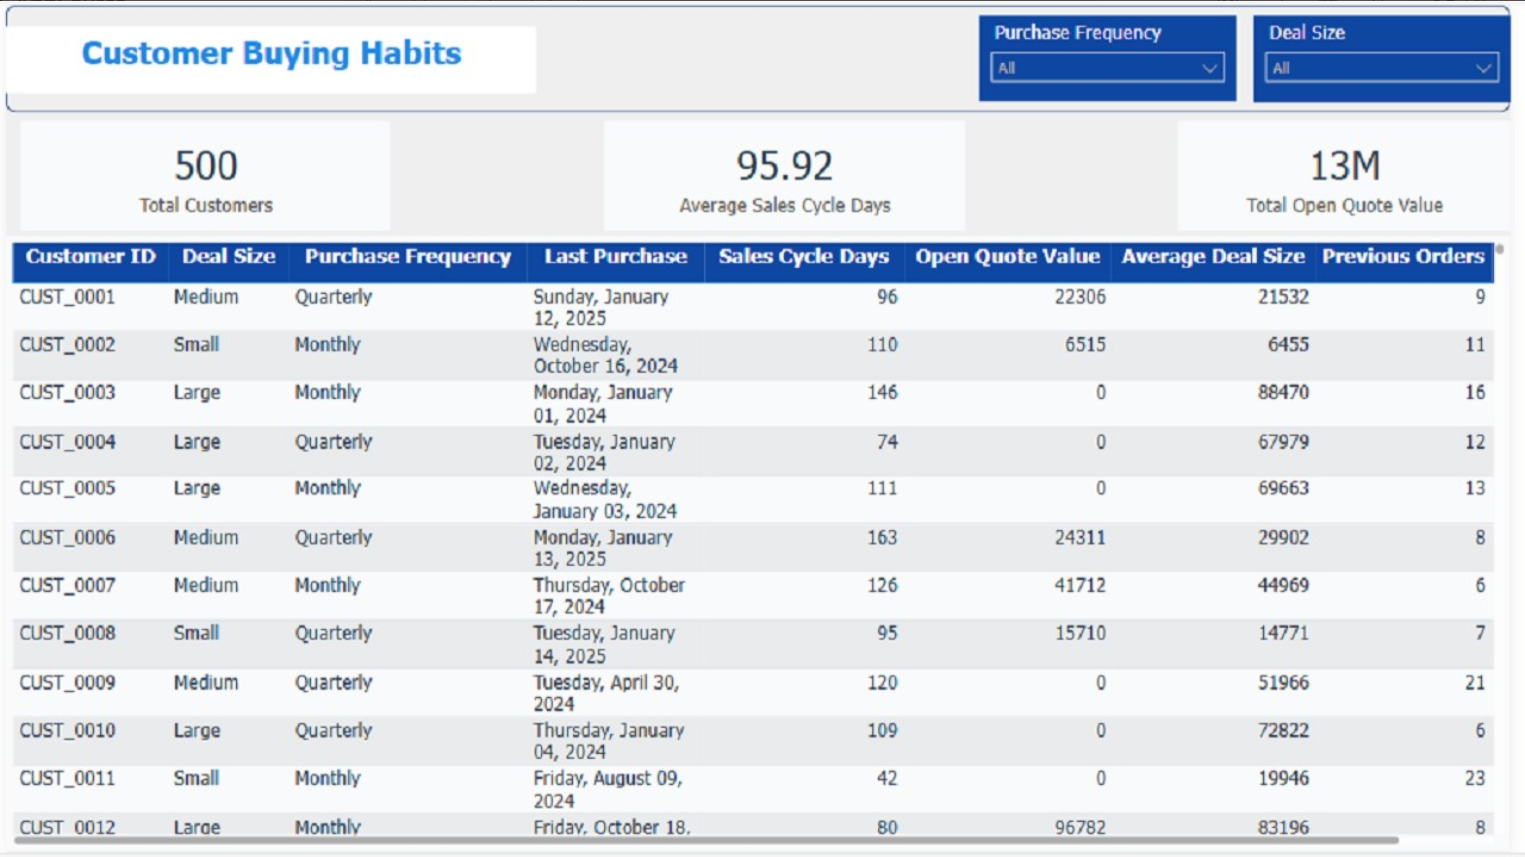 Customer Buying Habits
Purchase Frequency
All
Deal Size
All
500
Total Customers
95.92
Average Sales Cycle Days
13M
Total Open Quote Value
Customer ID Deal Size Purchase Frequency Last Purchase Sales Cycle Days Open Quote Value Average Deal Size Previous Orders
CUST_0001 Medium Quarterly Sunday, January 96 22306 21532 9
12, 2025
CUST_0002 Small Monthly Wednesday, 110 6515 6455 11
October 16, 2024
CUST_0003 Large Monthly Monday, January 146 0 88470 16
01, 2024
CUST_0004 Large Quarterly Tuesday, January 74 0 67979 12
02, 2024
CUST_0005 Large Monthly Wednesday, 111 0 69663 13
January 03, 2024
CUST_0006 Medium Quarterly Monday, January 163 24311 29902 8
13, 2025
CUST_0007 Medium Monthly Thursday, October 126 41712 44969 6
17, 2024
CUST_0008 Small Quarterly Tuesday, January 95 15710 14771 7
14, 2025
CUST_0009 Medium Quarterly Tuesday, April 30, 120 0 51966 21
2024
CUST_0010 Large Quarterly Thursday, January 109 0 72822 6
04, 2024
CUST_0011 Small Monthly Friday, August 09, 42 0 19946 23
2024
CUST_0012 Large Monthly Friday, October 18, 80 96782 83196 8